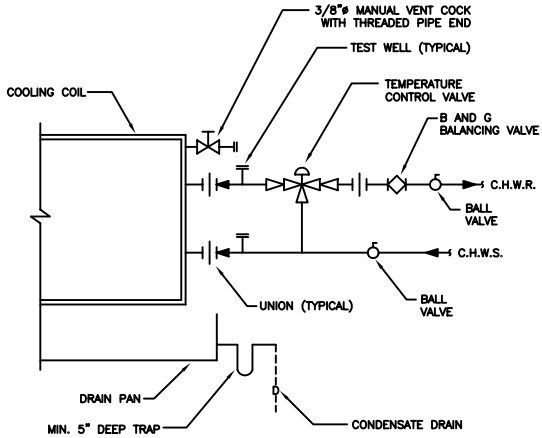 3/8"ø MANUAL VENT COCK
WITH THREADED PIPE END
TEST WELL (TYPICAL)
COOLING COIL
TEMPERATURE
CONTROL VALVE
B AND G
BALANCING VALVE
C.H.W.R.
BALL
VALVE
C.H.W.S.
UNION (TYPICAL)
BALL
VALVE
DRAIN PAN
D
MIN. 5" DEEP TRAP
CONDENSATE DRAIN